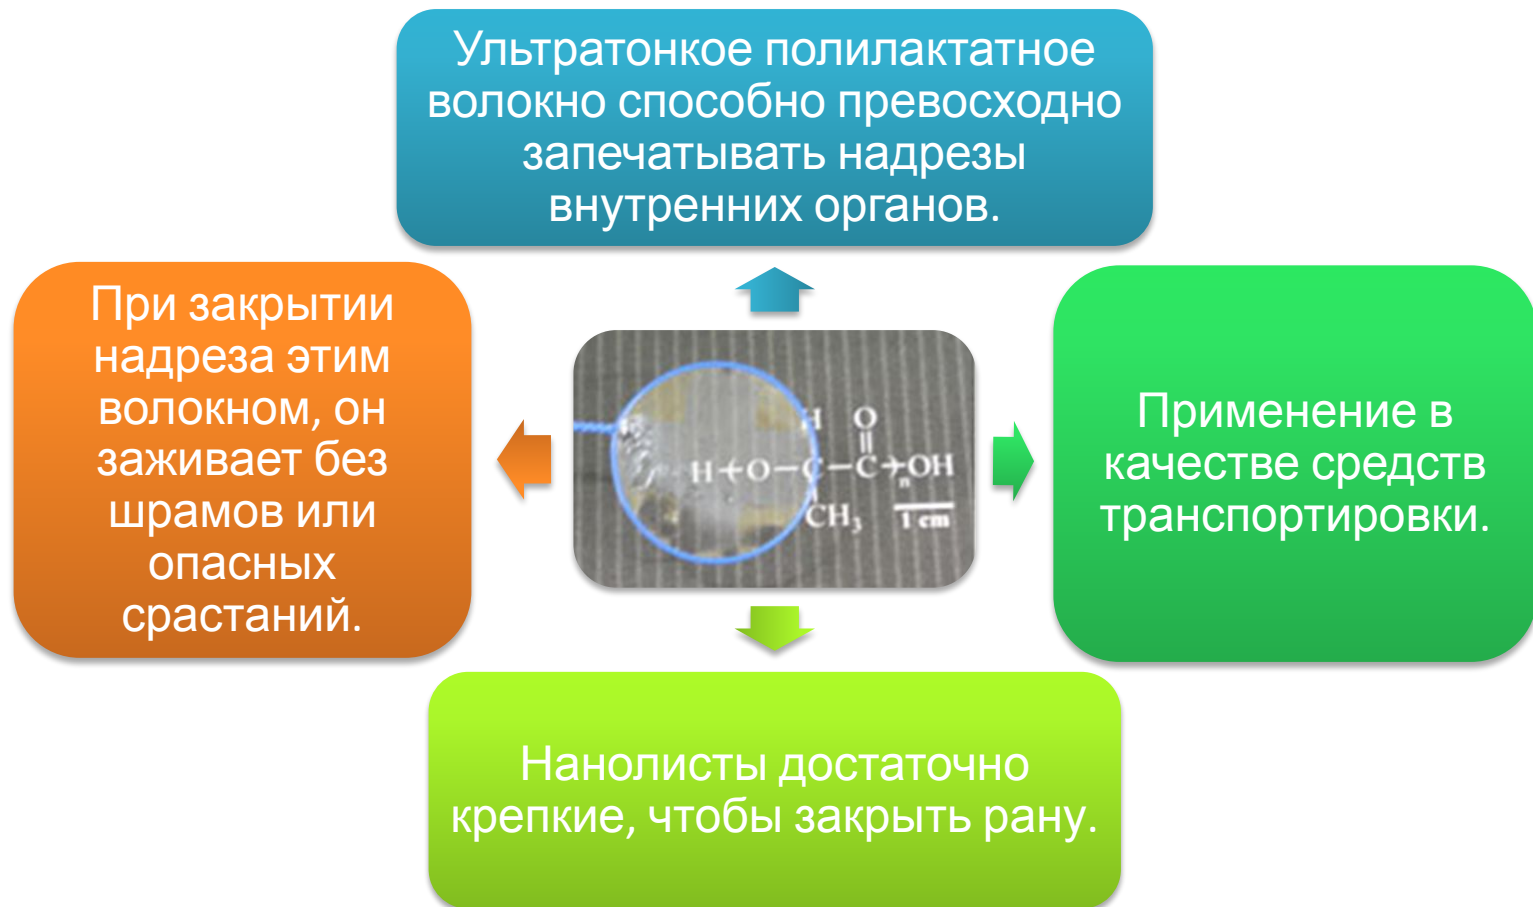 Ультратонкое полилактатное
волокно способно превосходно
запечатывать надрезы
внутренних органов.
При закрытии
надреза этим
волокном, он
заживает без
шрамов или
опасных
срастаний.
H O
H O C C n OH
CH3 1 cm
Применение в
качестве средств
транспортировки.
Нанолисты достаточно
крепкие, чтобы закрыть рану.